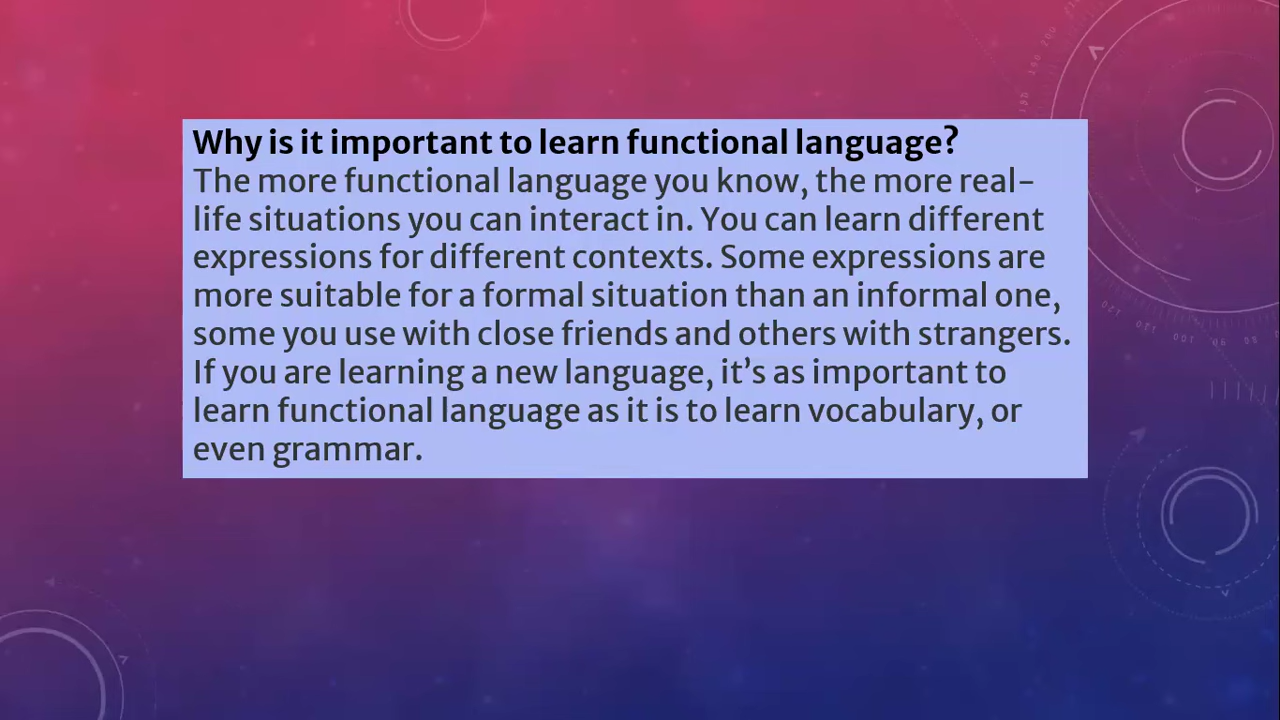 Why is it important to learn functional language?
The more functional language you know, the more real-
life situations you can interact in. You can learn different
expressions for different contexts. Some expressions are
more suitable for a formal situation than an informal one,
some you use with close friends and others with strangers.
If you are learning a new language, it’s as important to
learn functional language as it is to learn vocabulary, or
even grammar.